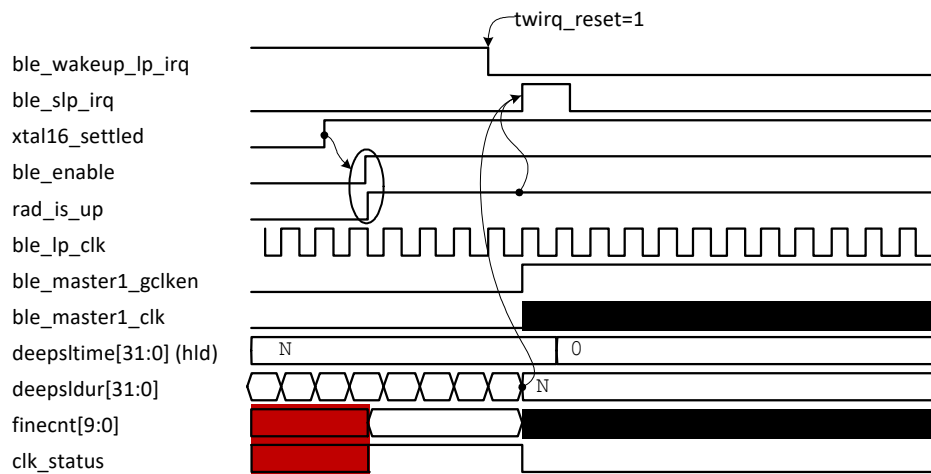 twirq_reset=1
ble_wakeup_lp_irq
ble_slp_irq
xtal16_settled
ble_enable
rad_is_up
ble_lp_clk
ble_master1_gclken
ble_master1_clk
deepsltime[31:0] (hld) N 0
deepsldur[31:0] N
finecnt[9:0]
clk_status